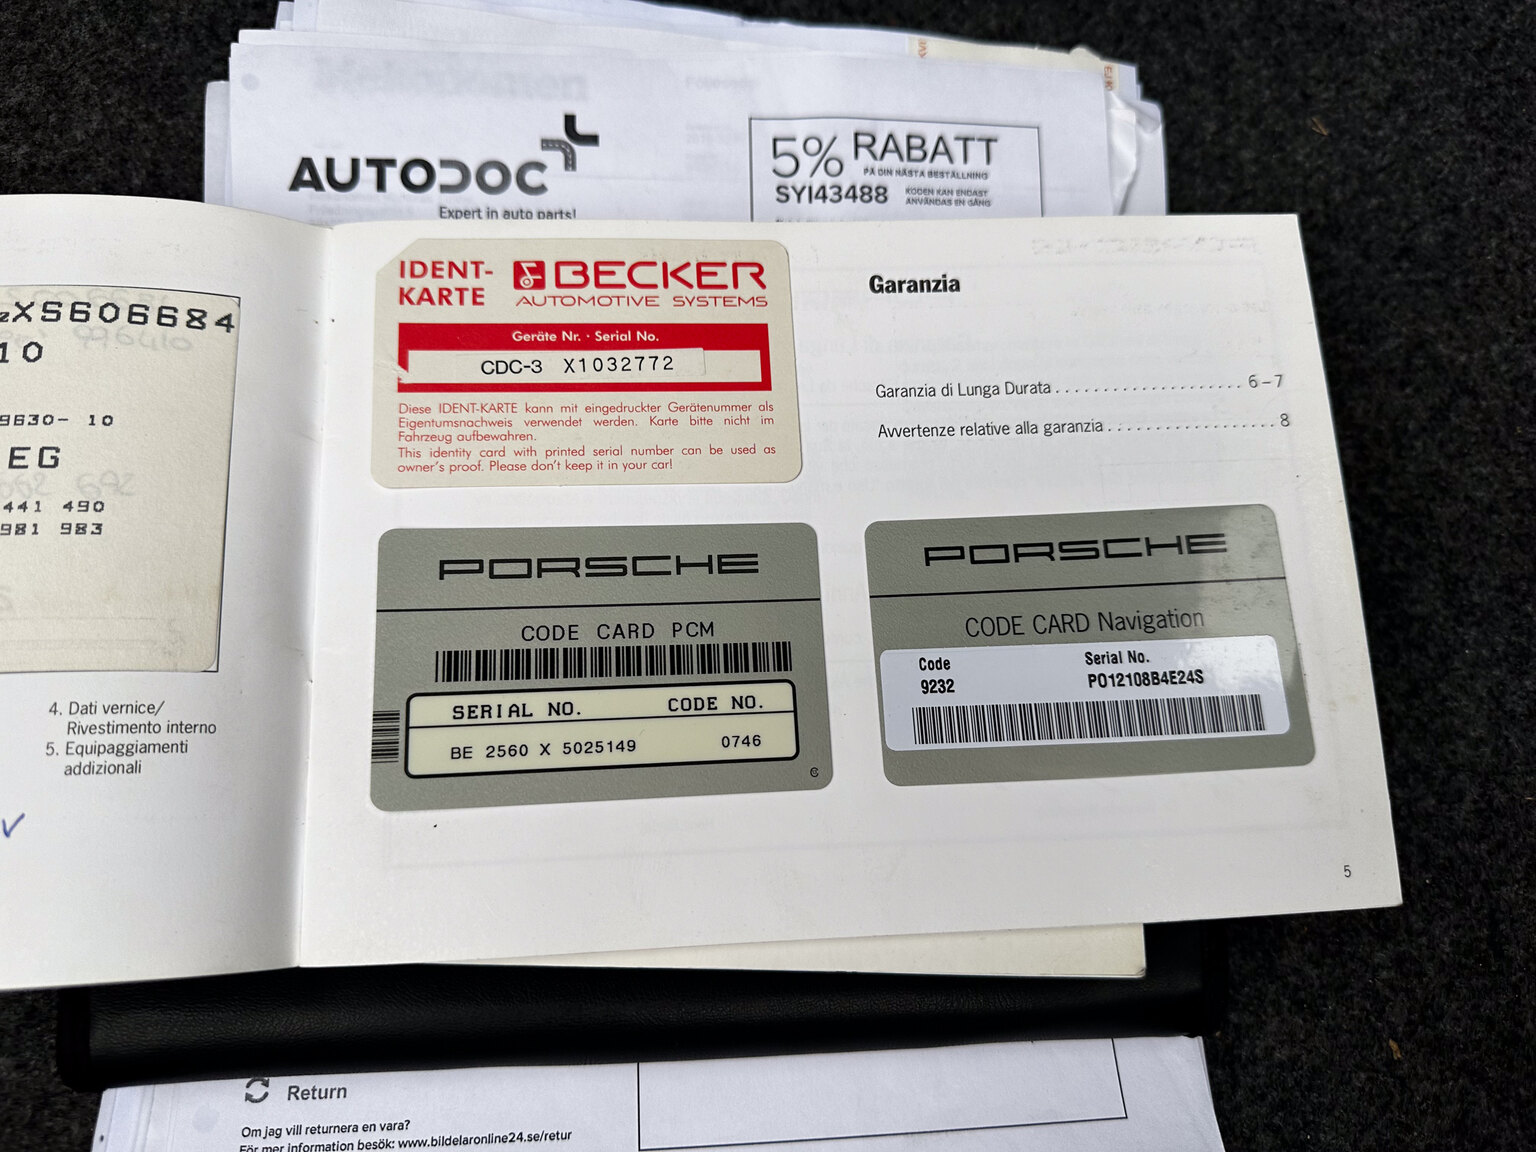 AUTODOC
Expert in auto parts!
5% RABATT
PÅ DIN NÄSTA BESTÄLLNING
SYI43488
KODEN KAN ENDAST
ANVÄNDAS EN GÅNG
zXS606684
10
9630- 10
EG
441 490
981 983
4. Dati vernice/
Rivestimento interno
5. Equipaggiamenti
addizionali
IDENT-
KARTE
BECKER
AUTOMOTIVE SYSTEMS
Geräte Nr. · Serial No.
CDC-3 X1032772
Diese IDENT-KARTE kann mit eingedruckter Gerätenummer als
Eigentumsnachweis verwendet werden. Karte bitte nicht im
Fahrzeug aufbewahren.
This identity card with printed serial number can be used as
owner's proof. Please don't keep it in your car!
Garanzia
Garanzia di Lunga Durata . . . . . . . . . . . . . . . . . . . . 6–7
Avvertenze relative alla garanzia . . . . . . . . . . . . . . . . . . 8
PORSCHE
CODE CARD PCM
SERIAL NO. CODE NO.
BE 2560 X 5025149 0746
PORSCHE
CODE CARD Navigation
Code Serial No.
9232 P012108B4E24S
5
Return
Om jag vill returnera en vara?
För mer information besök: www.bildelaronline24.se/retur